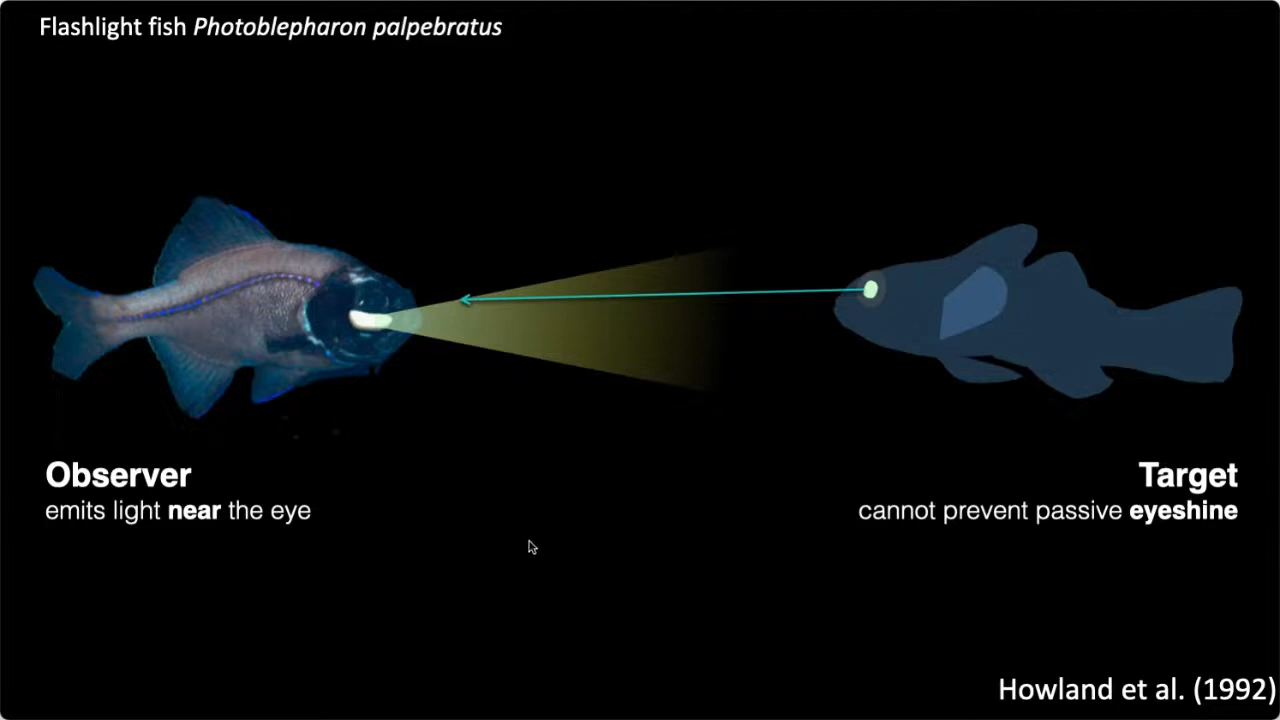 Flashlight fish Photoblepharon palpebratus
Observer
emits light near the eye
Target
cannot prevent passive eyeshine
Howland et al. (1992)